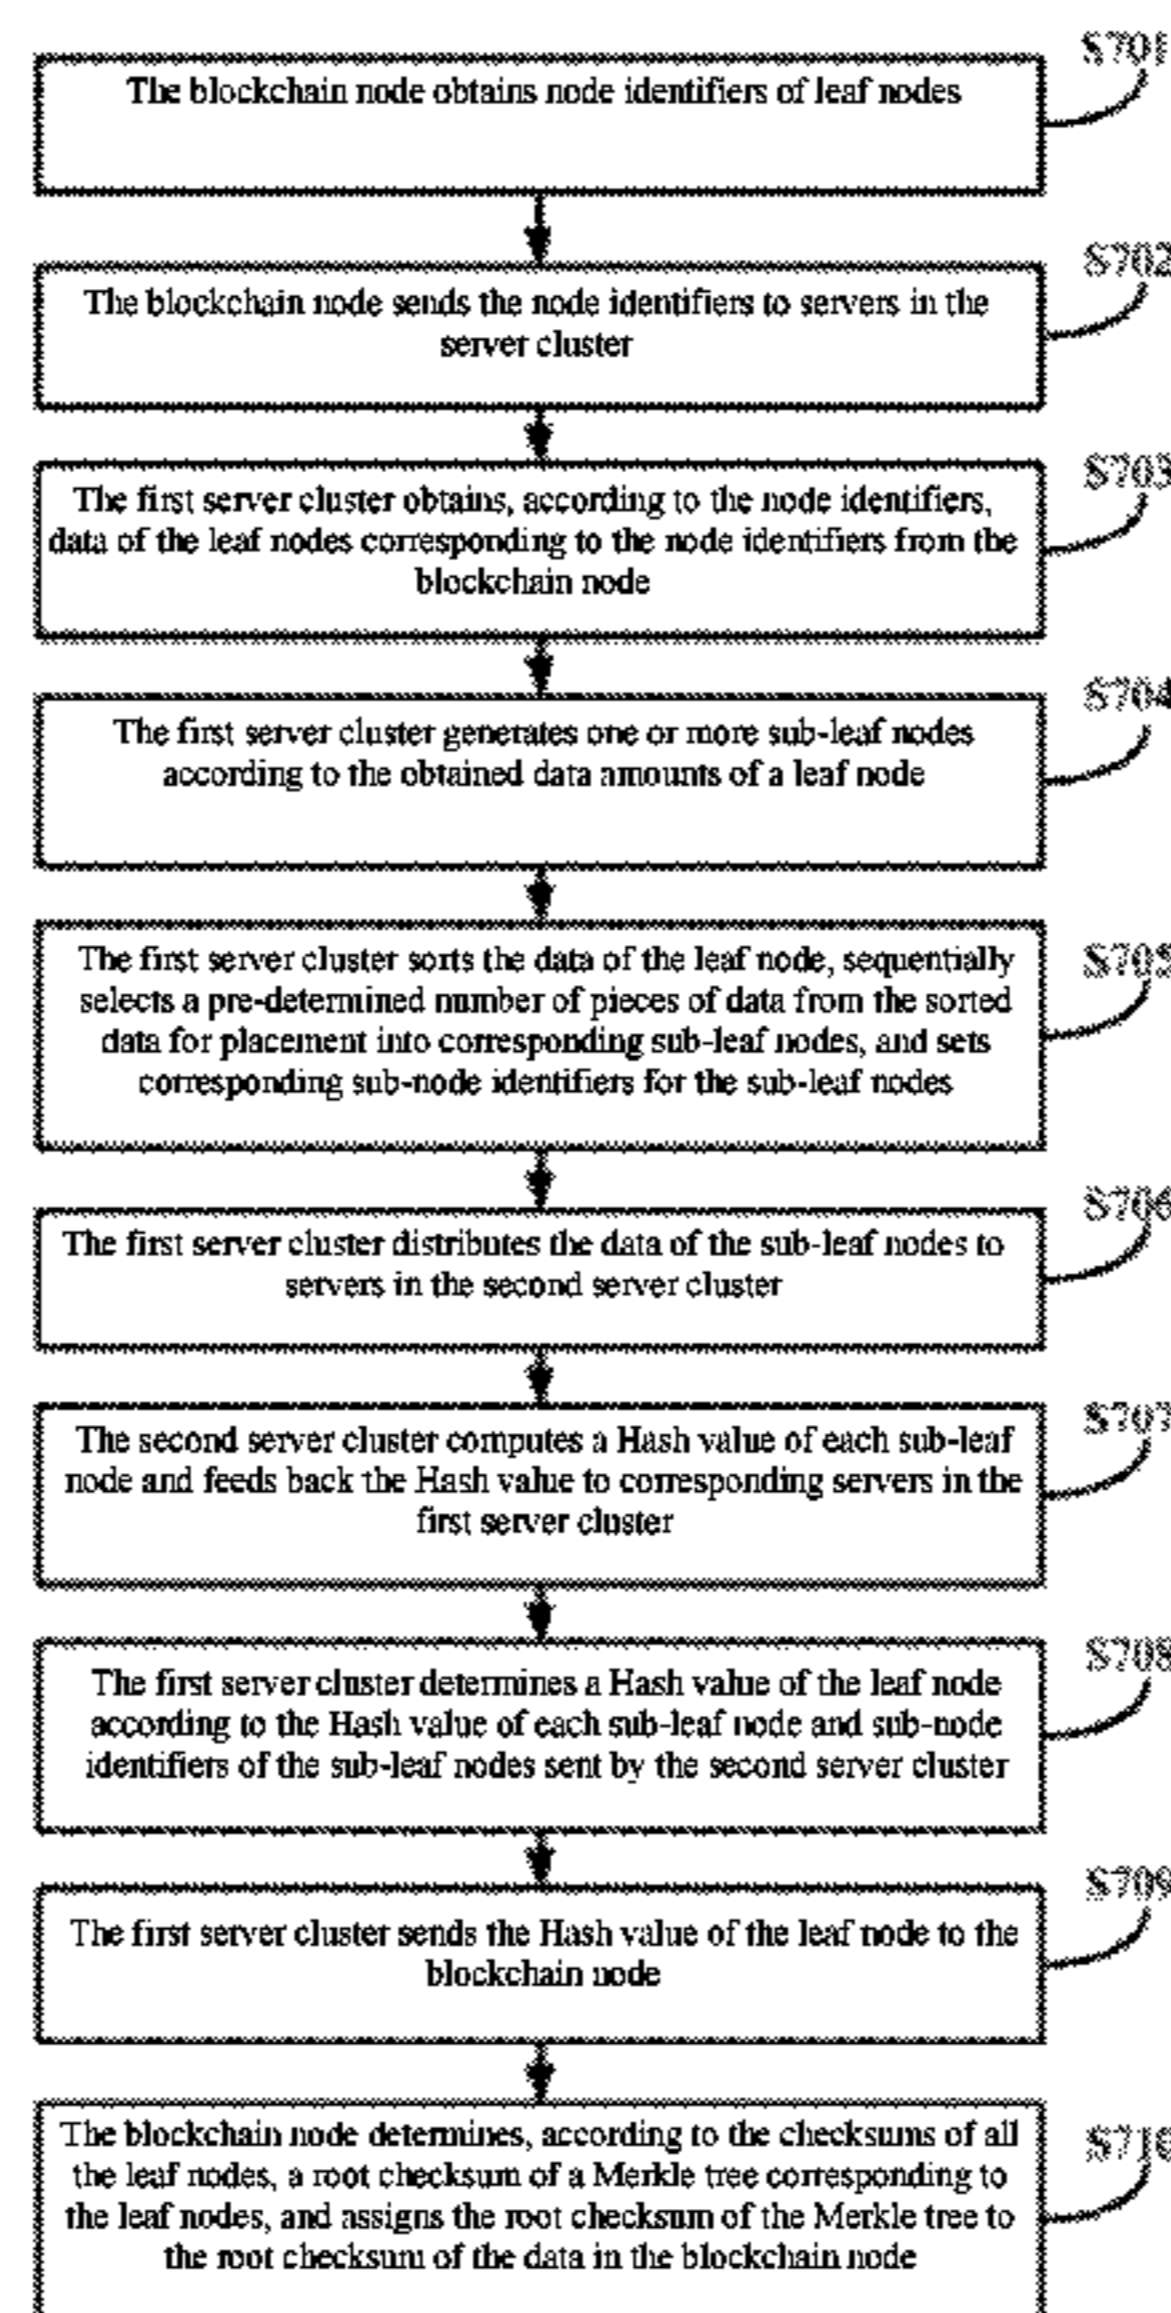 S701
The blockchain node obtains node identifiers of leaf nodes
S702
The blockchain node sends the node identifiers to servers in the
server cluster
S703
The first server cluster obtains, according to the node identifiers,
data of the leaf nodes corresponding to the node identifiers from the
blockchain node
S704
The first server cluster generates one or more sub-leaf nodes
according to the obtained data amounts of a leaf node
S705
The first server cluster sorts the data of the leaf node, sequentially
selects a pre-determined number of pieces of data from the sorted
data for placement into corresponding sub-leaf nodes, and sets
corresponding sub-node identifiers for the sub-leaf nodes
S706
The first server cluster distributes the data of the sub-leaf nodes to
servers in the second server cluster
S707
The second server cluster computes a Hash value of each sub-leaf
node and feeds back the Hash value to corresponding servers in the
first server cluster
S708
The first server cluster determines a Hash value of the leaf node
according to the Hash value of each sub-leaf node and sub-node
identifiers of the sub-leaf nodes sent by the second server cluster
S709
The first server cluster sends the Hash value of the leaf node to the
blockchain node
S710
The blockchain node determines, according to the checksums of all
the leaf nodes, a root checksum of a Merkle tree corresponding to
the leaf nodes, and assigns the root checksum of the Merkle tree to
the root checksum of the data in the blockchain node